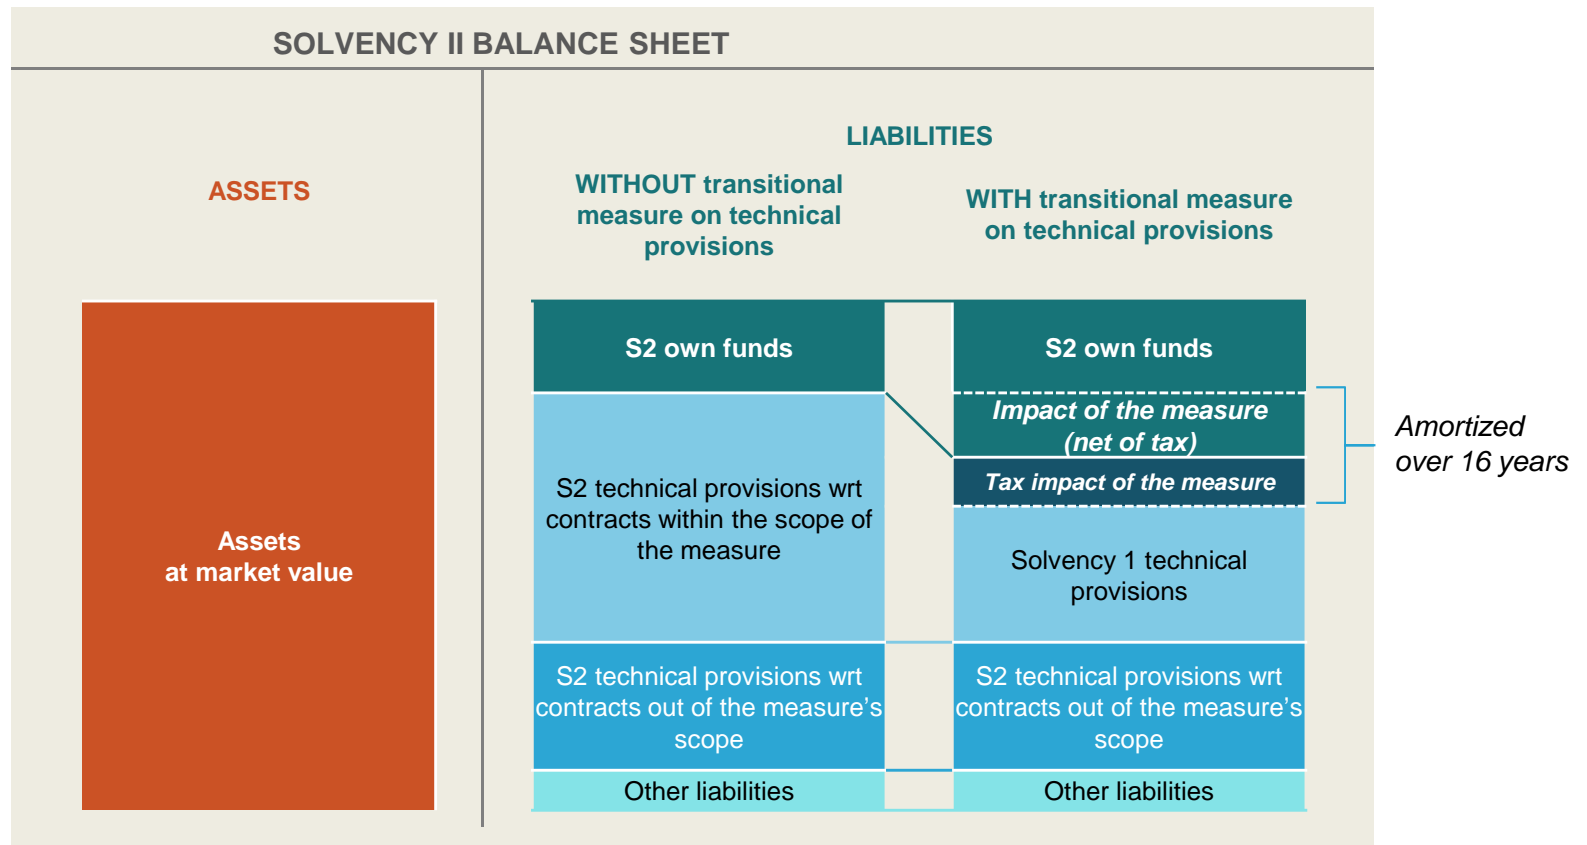 SOLVENCY II BALANCE SHEET
LIABILITIES
ASSETS
WITHOUT transitional
measure on technical
provisions
WITH transitional measure
on technical provisions
Assets
at market value
S2 own funds
S2 technical provisions wrt
contracts within the scope of
the measure
S2 technical provisions wrt
contracts out of the measure’s
scope
Other liabilities
S2 own funds
Impact of the measure
(net of tax)
Tax impact of the measure
Solvency 1 technical
provisions
S2 technical provisions wrt
contracts out of the measure’s
scope
Other liabilities
Amortized
over 16 years